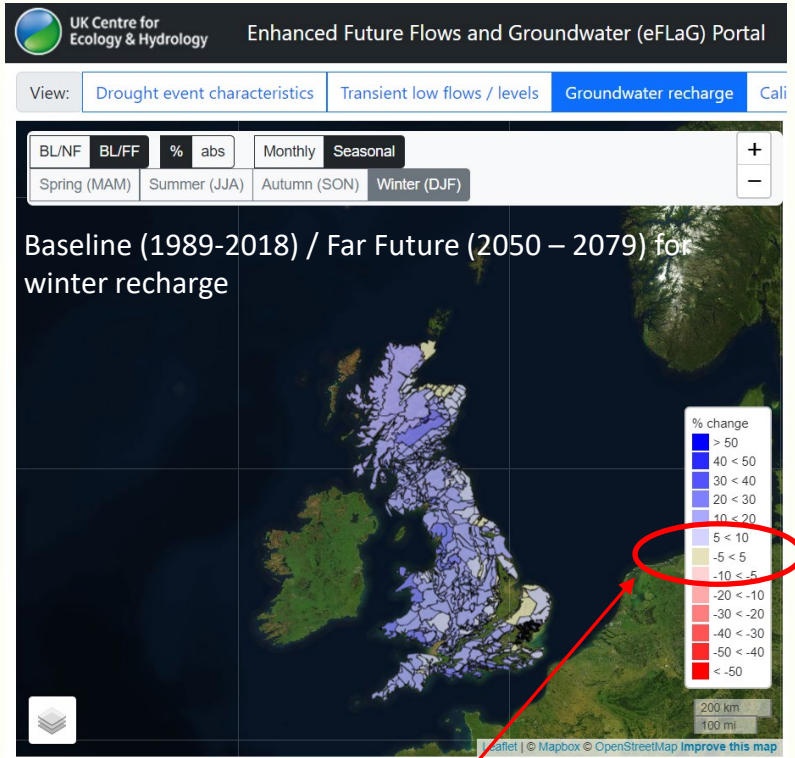 UK Centre for
Ecology & Hydrology
Enhanced Future Flows and Groundwater (eFLaG) Portal
View: Drought event characteristics Transient low flows / levels Groundwater recharge Cali
BL/NF BL/FF % abs Monthly Seasonal +
Spring (MAM) Summer (JJA) Autumn (SON) Winter (DJF) −
Baseline (1989-2018) / Far Future (2050 – 2079) for
winter recharge
% change
> 50
40 < 50
30 < 40
20 < 30
10 < 20
5 < 10
-5 < 5
-10 < -5
-20 < -10
-30 < -20
-40 < -30
-50 < -40
< -50
200 km
100 mi
Leaflet | © Mapbox © OpenStreetMap Improve this map